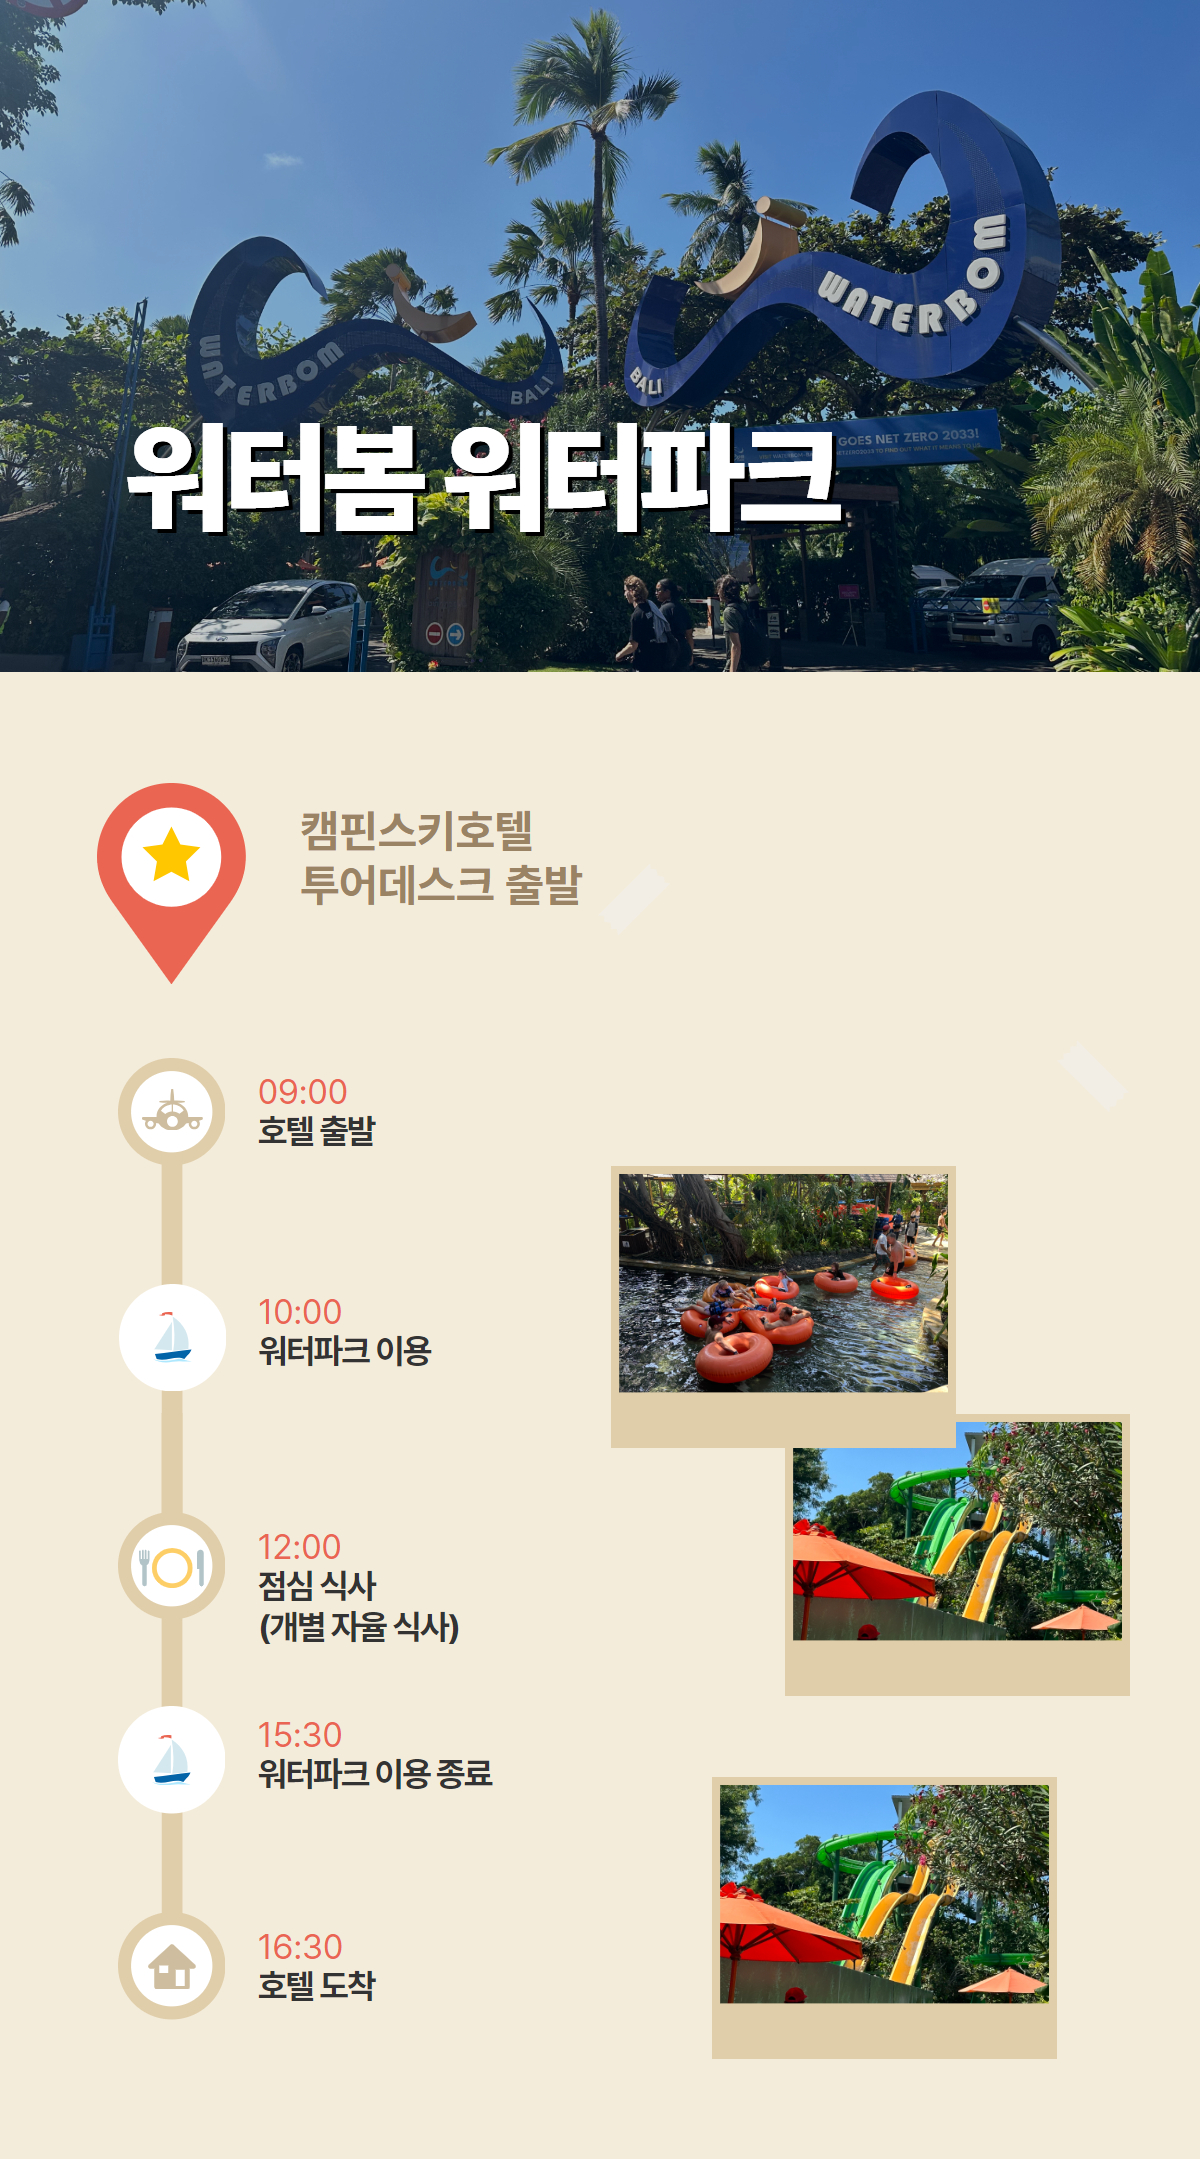 WATERBOM
BALI
WATERBOM
BALI
GOES NET ZERO 2033!
워터봄 워터파크
캠핀스키호텔
투어데스크 출발
09:00
호텔 출발
10:00
워터파크 이용
12:00
점심 식사
(개별 자율 식사)
15:30
워터파크 이용 종료
16:30
호텔 도착